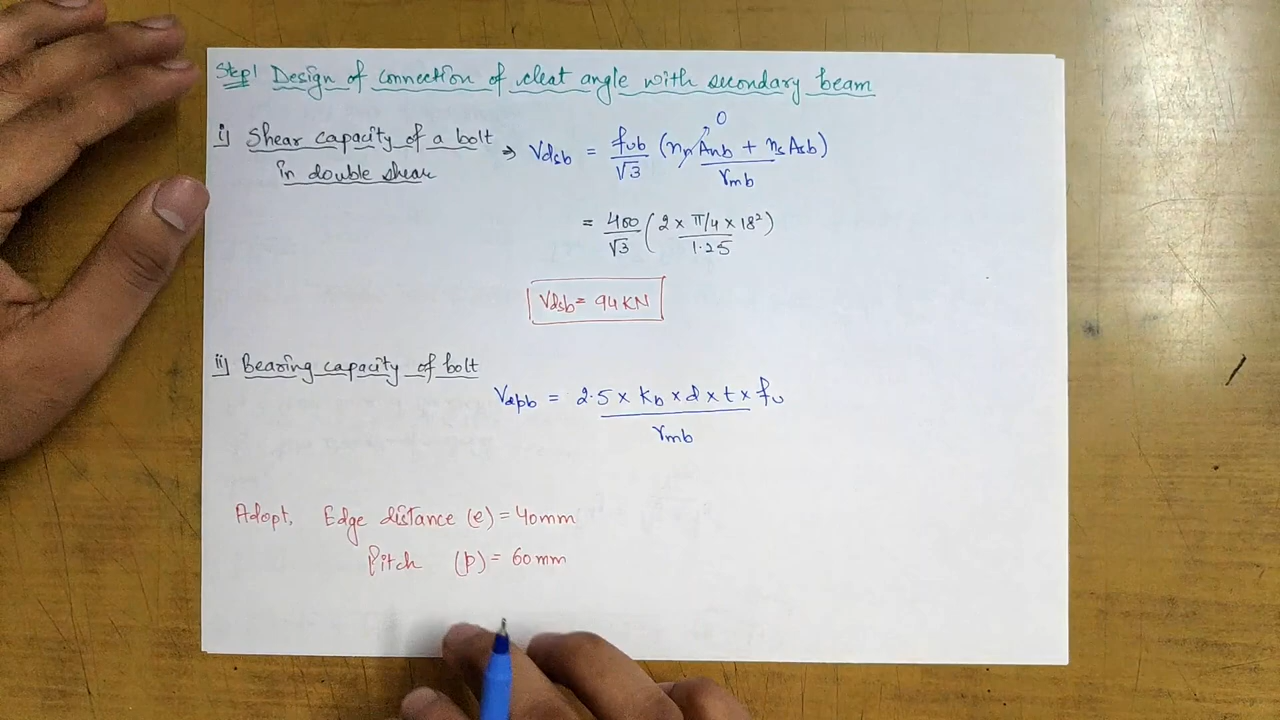 Step1 Design of connection of cleat angle with secondary beam
i) Shear capacity of a bolt in double shear → Vdsb = fub/√3 (nn Anb + ns Asb)/γmb
0
= 400/√3 (2 × π/4 × 18²)/1.25
Vdsb = 94 KN
ii) Bearing capacity of bolt
Vdpb = 2.5 × kb × d × t × fu / γmb
Adopt, Edge distance (e) = 40mm
Pitch (p) = 60 mm